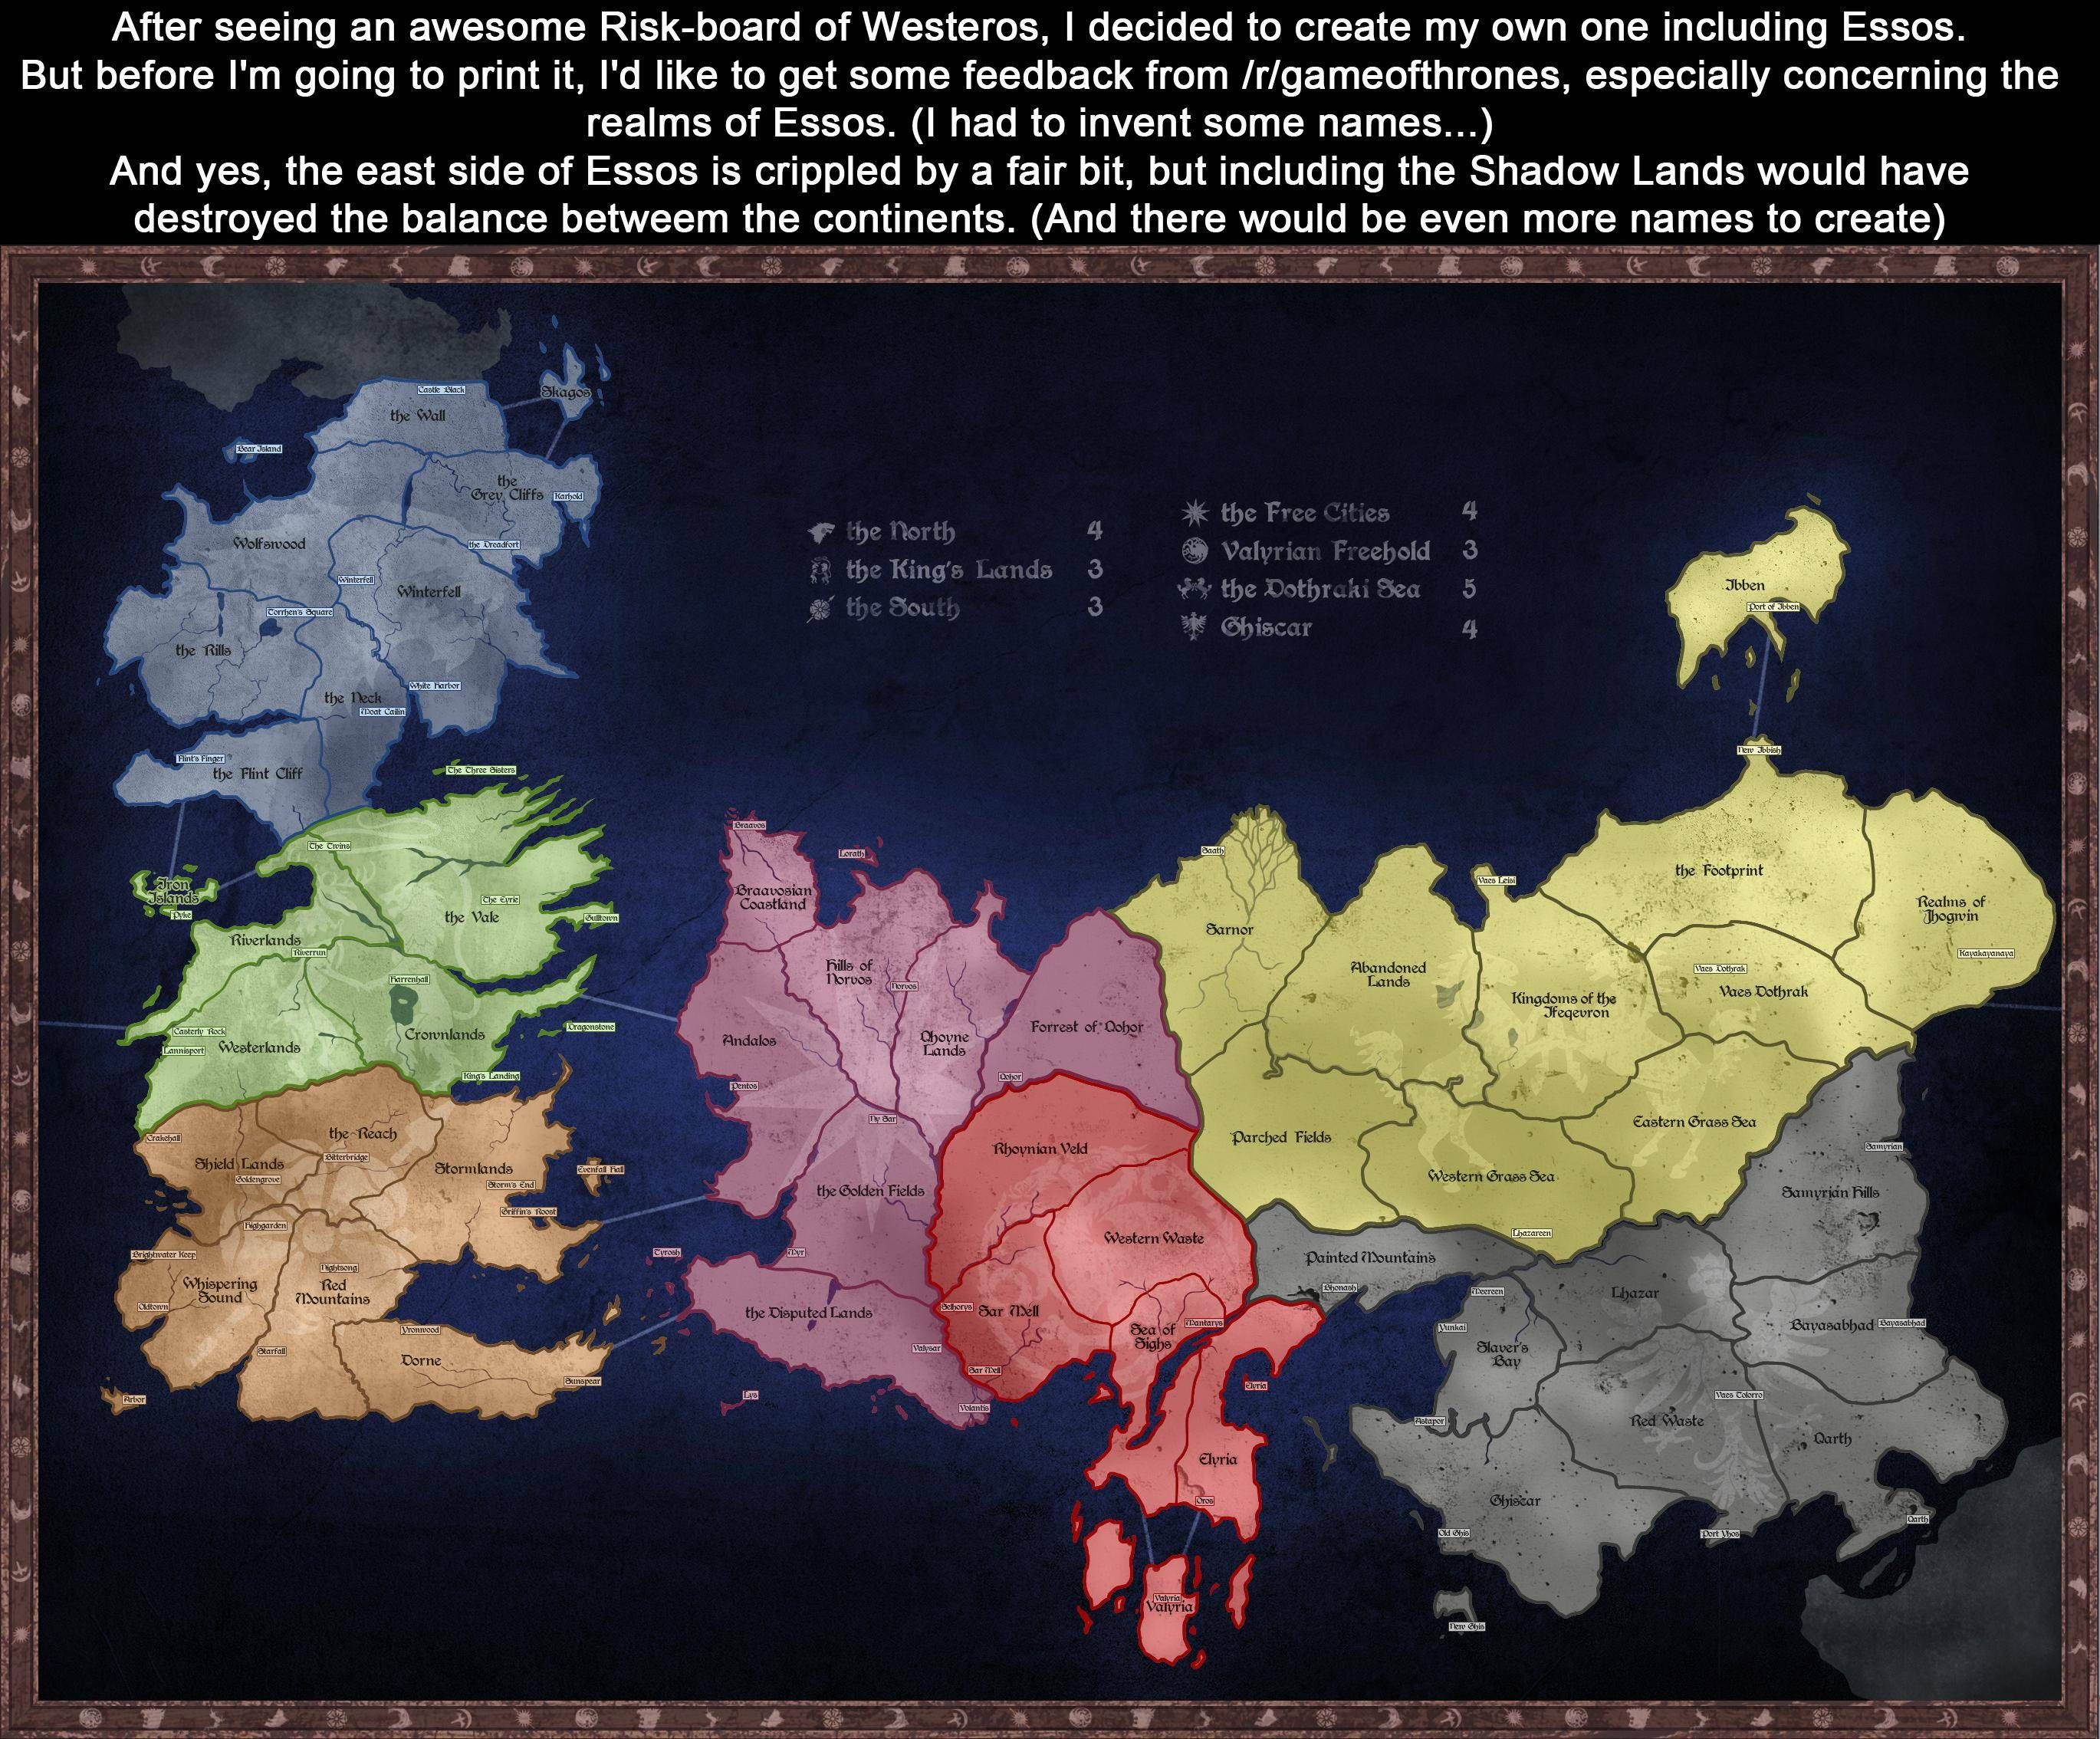 After seeing an awesome Risk-board of Westeros, I decided to create my own one including Essos.
But before I'm going to print it, I'd like to get some feedback from /r/gameofthrones, especially concerning the
realms of Essos. (I had to invent some names...)
And yes, the east side of Essos is crippled by a fair bit, but including the Shadow Lands would have
destroyed the balance betweem the continents. (And there would be even more names to create)
Castle Black
the Wall
Skagos
Bear Island
the
Grey Cliffs
Karhold
Wolfswood
the Dreadfort
Winterfell
Winterfell
Torrhen's Square
the Rills
White Harbor
the Neck
Moat Cailin
Flint's Finger
the Flint Cliff
the North 4
the King's Lands 3
the South 3
the Free Cities 4
Valyrian Freehold 3
the Dothraki Sea 5
Ghiscar 4
Ibben
Port of Ibben
New Ibbish
The Three Sisters
The Twins
Iron
Islands
Pyke
The Eyrie
the Vale
Gulltown
Riverlands
Riverrun
Harrenhall
Casterly Rock
Lannisport
Westerlands
Crownlands
Dragonstone
King's Landing
Crakehall
the Reach
Bitterbridge
Shield Lands
Goldengrove
Stormlands
Storm's End
Evenfall Hall
Griffin's Roost
Highgarden
Brightwater Keep
Nightsong
Whispering
Sound
Red
Mountains
Oldtown
Yronwood
Starfall
Dorne
Sunspear
Arbor
Braavos
Lorath
Braavosian
Coastland
Hills of
Norvos
Norvos
Andalos
Qhoyne
Lands
Forrest of Qohor
Pentos
Qohor
Ny Sar
the Golden Fields
Tyrosh
Myr
the Disputed Lands
Valysar
Lys
Volantis
Rhoynian Veld
Western Waste
Selhorys
Sar Mell
Sar Mell
Sea of
Sighs
Mantarys
Elyria
Elyria
Oros
Valyria
Valyria
Saath
Sarnor
Abandoned
Lands
Vaes Leisi
Kingdoms of the
Ifeqevron
the Footprint
Realms of
Jhogwin
Kayakayanaya
Vaes Dothrak
Vaes Dothrak
Parched Fields
Western Grass Sea
Eastern Grass Sea
Lhazareen
Samyrian
Samyrian Hills
Painted Mountains
Bhorash
Meereen
Yunkai
Slaver's
Bay
Astapor
Lhazar
Bayasabhad
Bayasabhad
Vaes Tolorro
Red Waste
Qarth
Qarth
Ghiscar
Old Ghis
Port Yhos
New Ghis